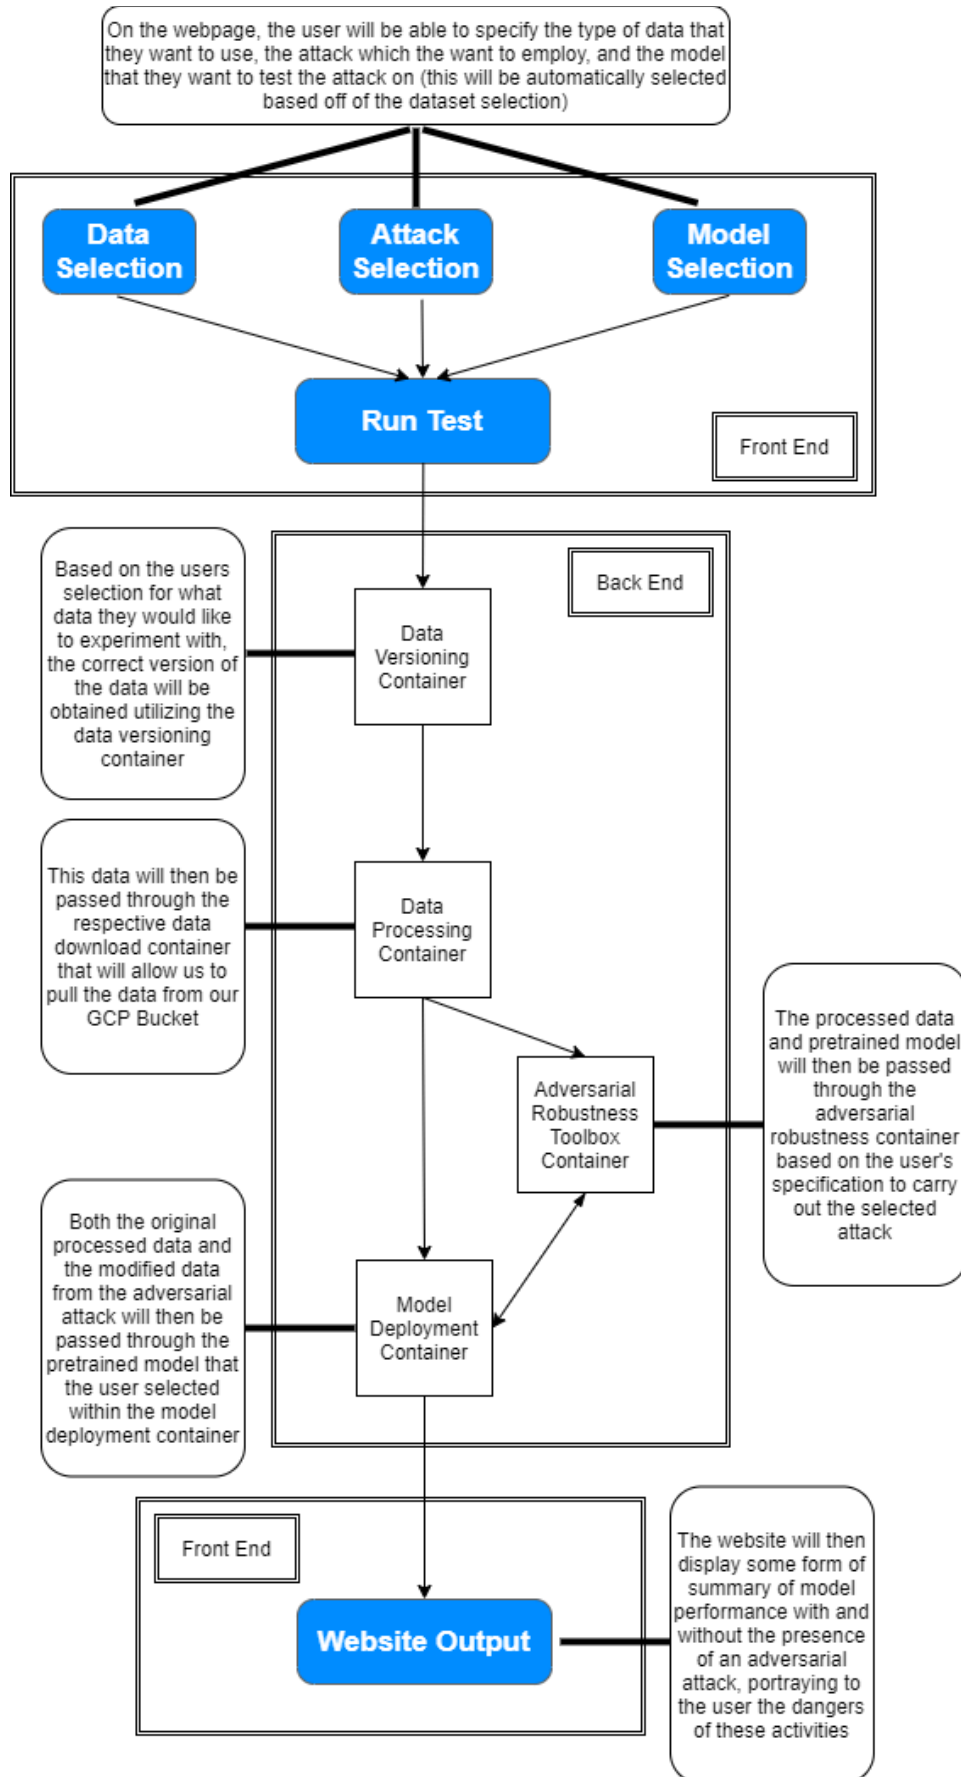 On the webpage, the user will be able to specify the type of data that
they want to use, the attack which the want to employ, and the model
that they want to test the attack on (this will be automatically selected
based off of the dataset selection)
Data
Selection
Attack
Selection
Model
Selection
Run Test
Front End
Based on the users
selection for what
data they would like
to experiment with,
the correct version of
the data will be
obtained utilizing the
data versioning
container
Back End
Data
Versioning
Container
This data will then be
passed through the
respective data
download container
that will allow us to
pull the data from our
GCP Bucket
Data
Processing
Container
Adversarial
Robustness
Toolbox
Container
The processed data
and pretrained model
will then be passed
through the
adversarial
robustness container
based on the user's
specification to carry
out the selected
attack
Both the original
processed data and
the modified data
from the adversarial
attack will then be
passed through the
pretrained model that
the user selected
within the model
deployment container
Model
Deployment
Container
Front End
Website Output
The website will then
display some form of
summary of model
performance with and
without the presence
of an adversarial
attack, portraying to
the user the dangers
of these activities